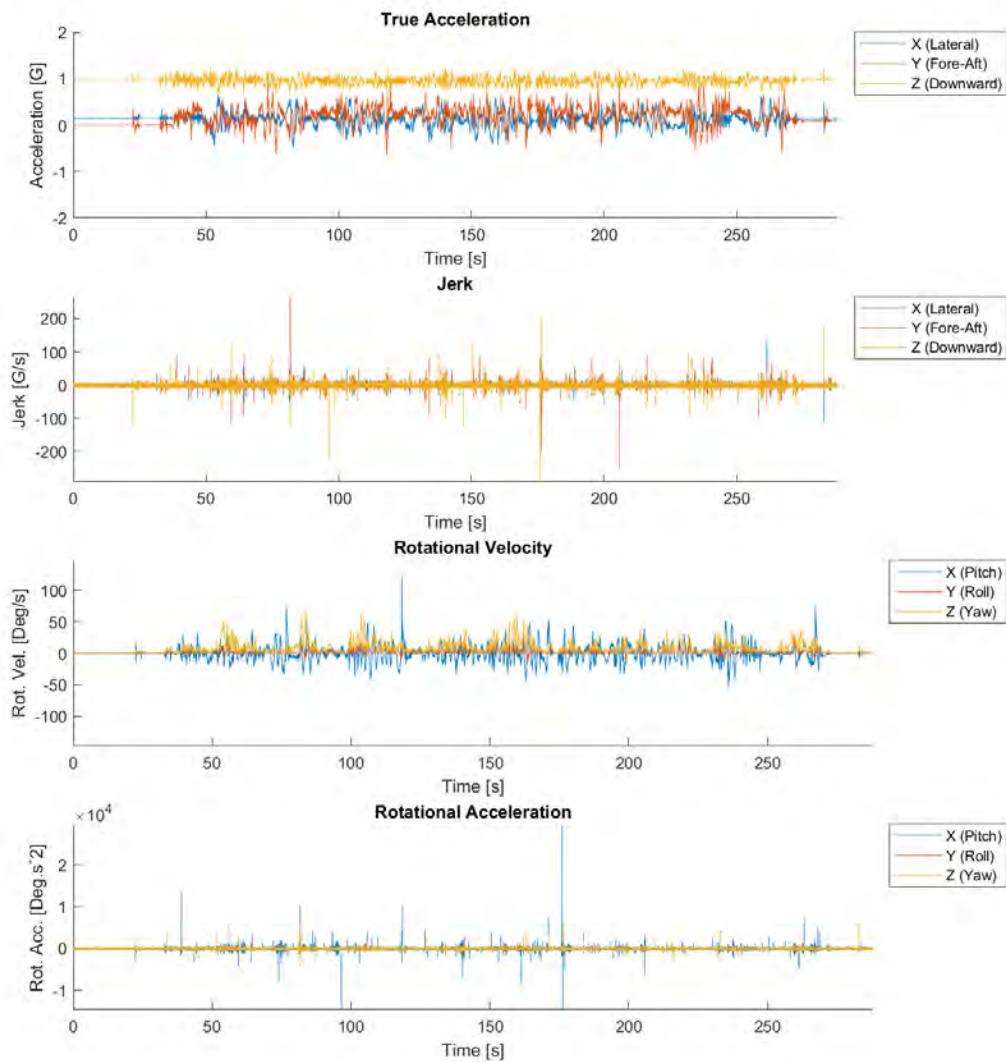 True Acceleration
2
1
0
-1
-2
Acceleration [G]
0 50 100 150 200 250
Time [s]
X (Lateral)
Y (Fore-Aft)
Z (Downward)
Jerk
200
100
0
-100
-200
Jerk [G/s]
0 50 100 150 200 250
Time [s]
X (Lateral)
Y (Fore-Aft)
Z (Downward)
Rotational Velocity
100
50
0
-50
-100
Rot. Vel. [Deg/s]
0 50 100 150 200 250
Time [s]
X (Pitch)
Y (Roll)
Z (Yaw)
Rotational Acceleration
×10^4
2
1
0
-1
Rot. Acc. [Deg.s^2]
0 50 100 150 200 250
Time [s]
X (Pitch)
Y (Roll)
Z (Yaw)